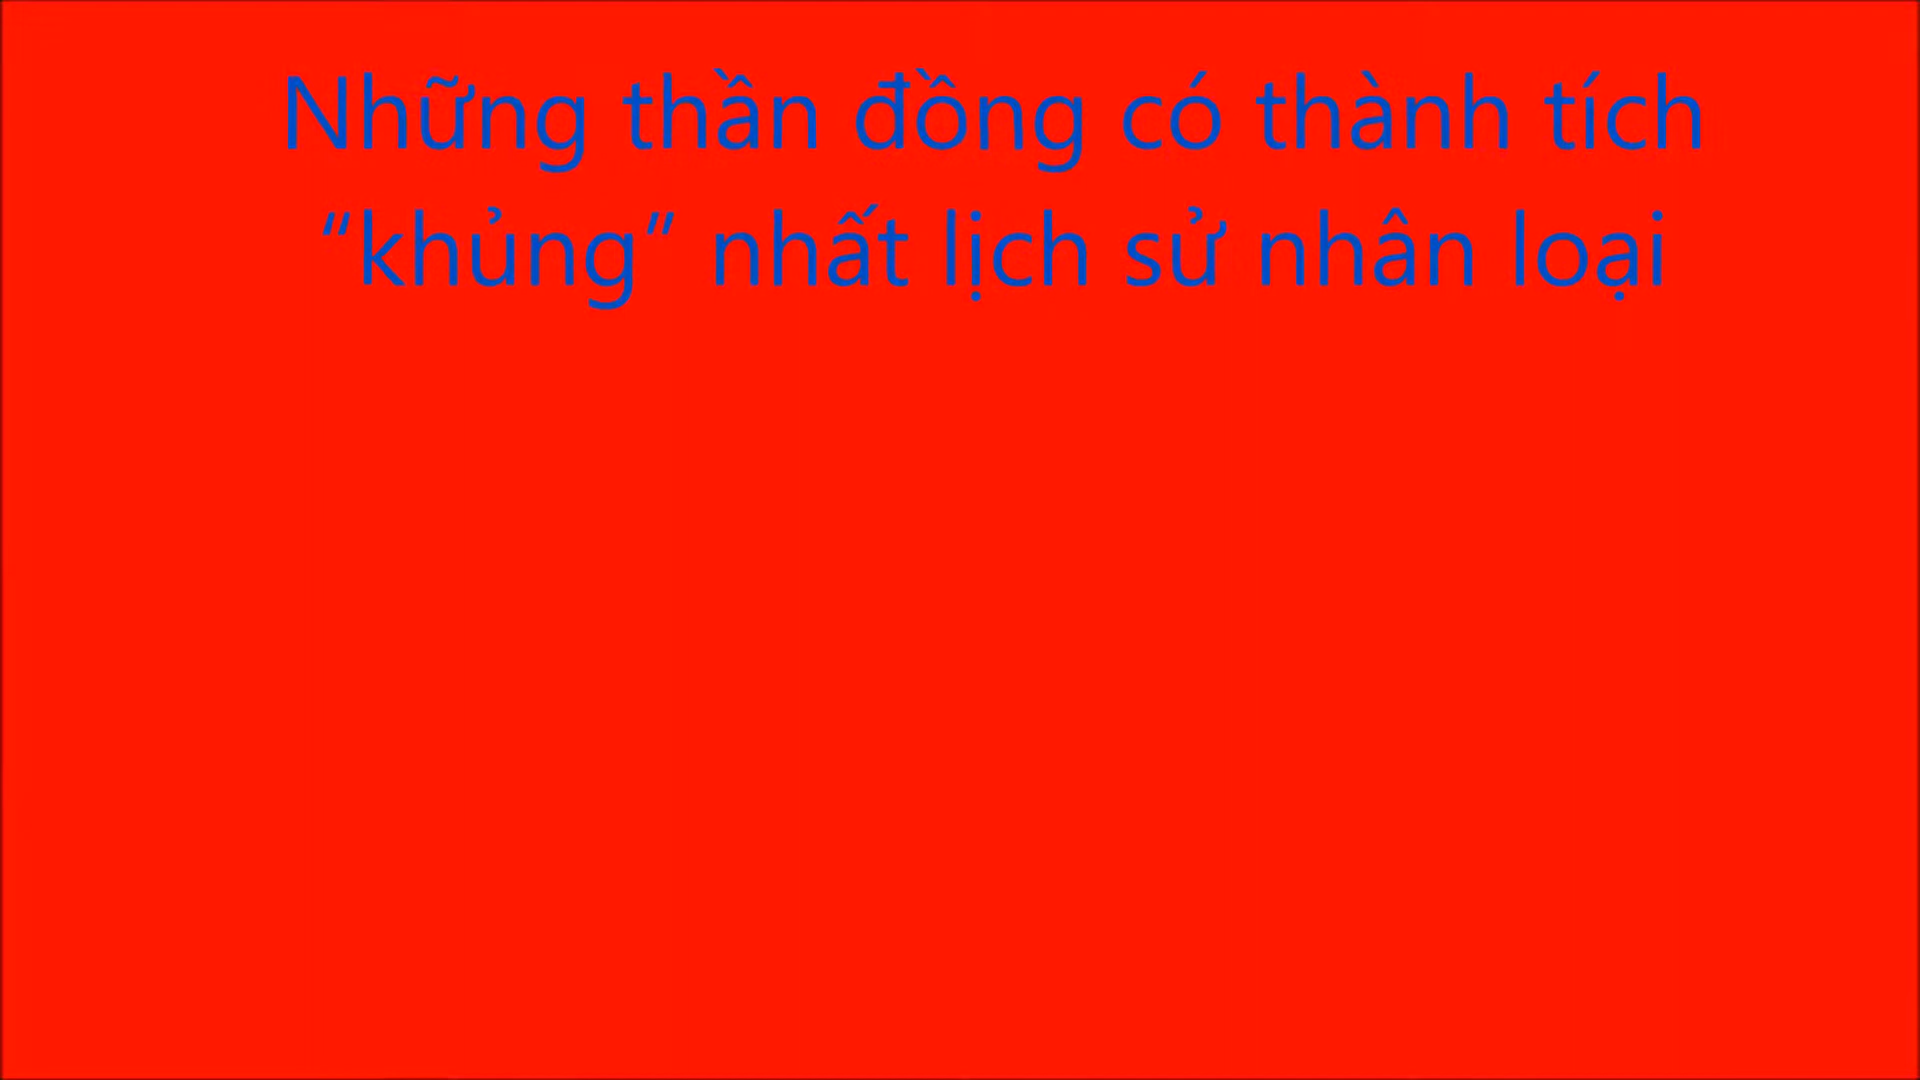 Những thần đồng có thành tích
“khủng” nhất lịch sử nhân loại